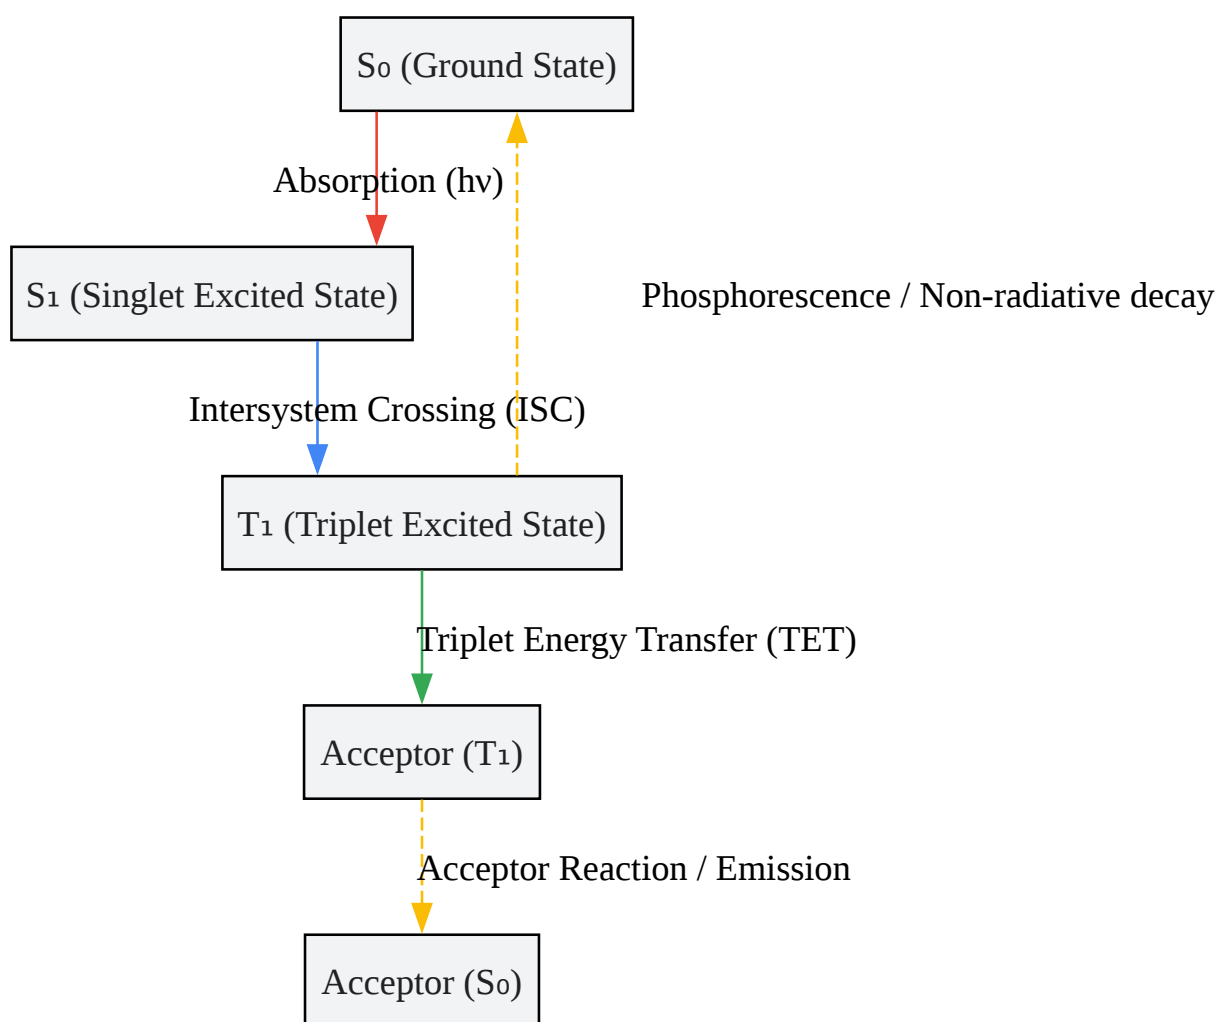 S₀ (Ground State)
Absorption (hν)
S₁ (Singlet Excited State)
Phosphorescence / Non-radiative decay
Intersystem Crossing (ISC)
T₁ (Triplet Excited State)
Triplet Energy Transfer (TET)
Acceptor (T₁)
Acceptor Reaction / Emission
Acceptor (S₀)